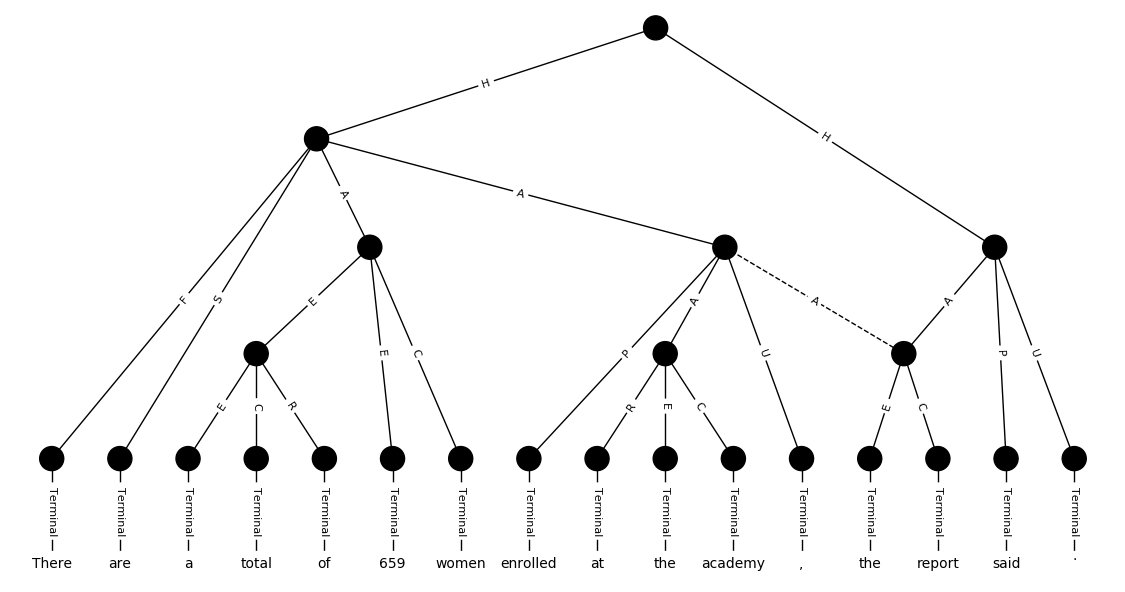 H
H
A
A
F
S
E
E
C
P
A
U
A
A
P
U
E
C
R
R
E
C
E
C
Terminal Terminal Terminal Terminal Terminal Terminal Terminal Terminal Terminal Terminal Terminal Terminal Terminal Terminal Terminal Terminal
There are a total of 659 women enrolled at the academy , the report said .